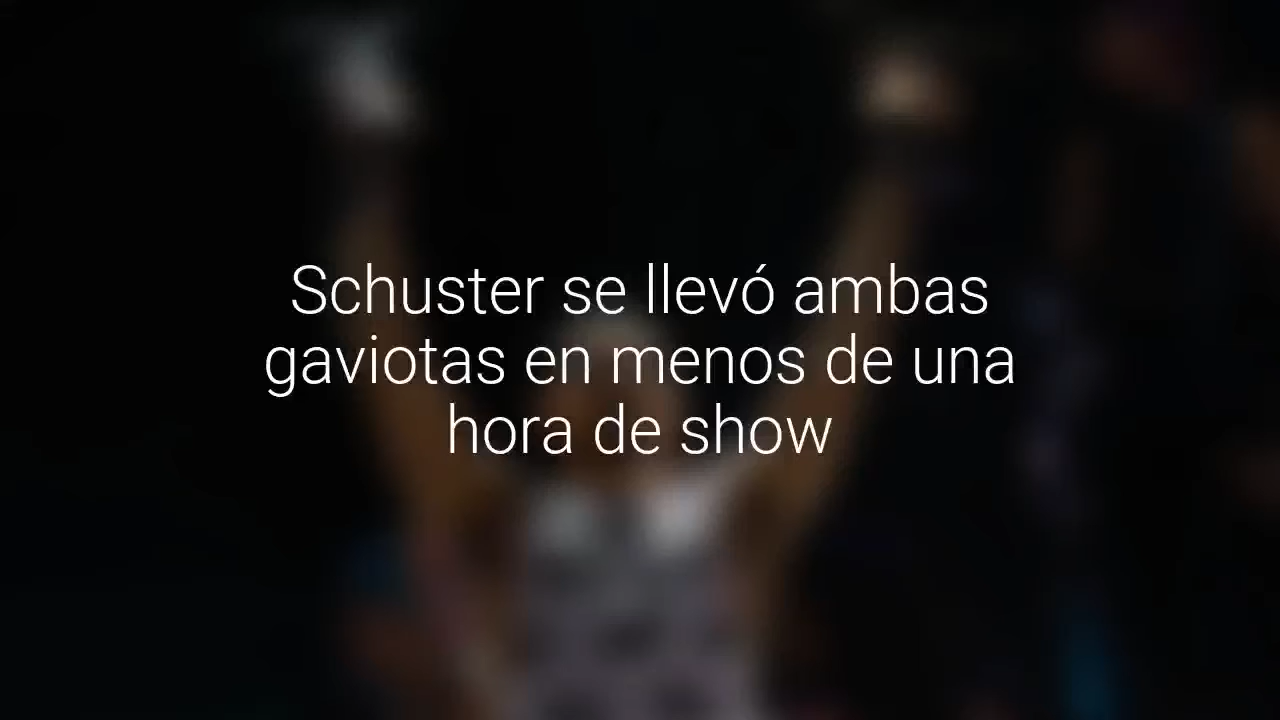 Schuster se llevó ambas
gaviotas en menos de una
hora de show